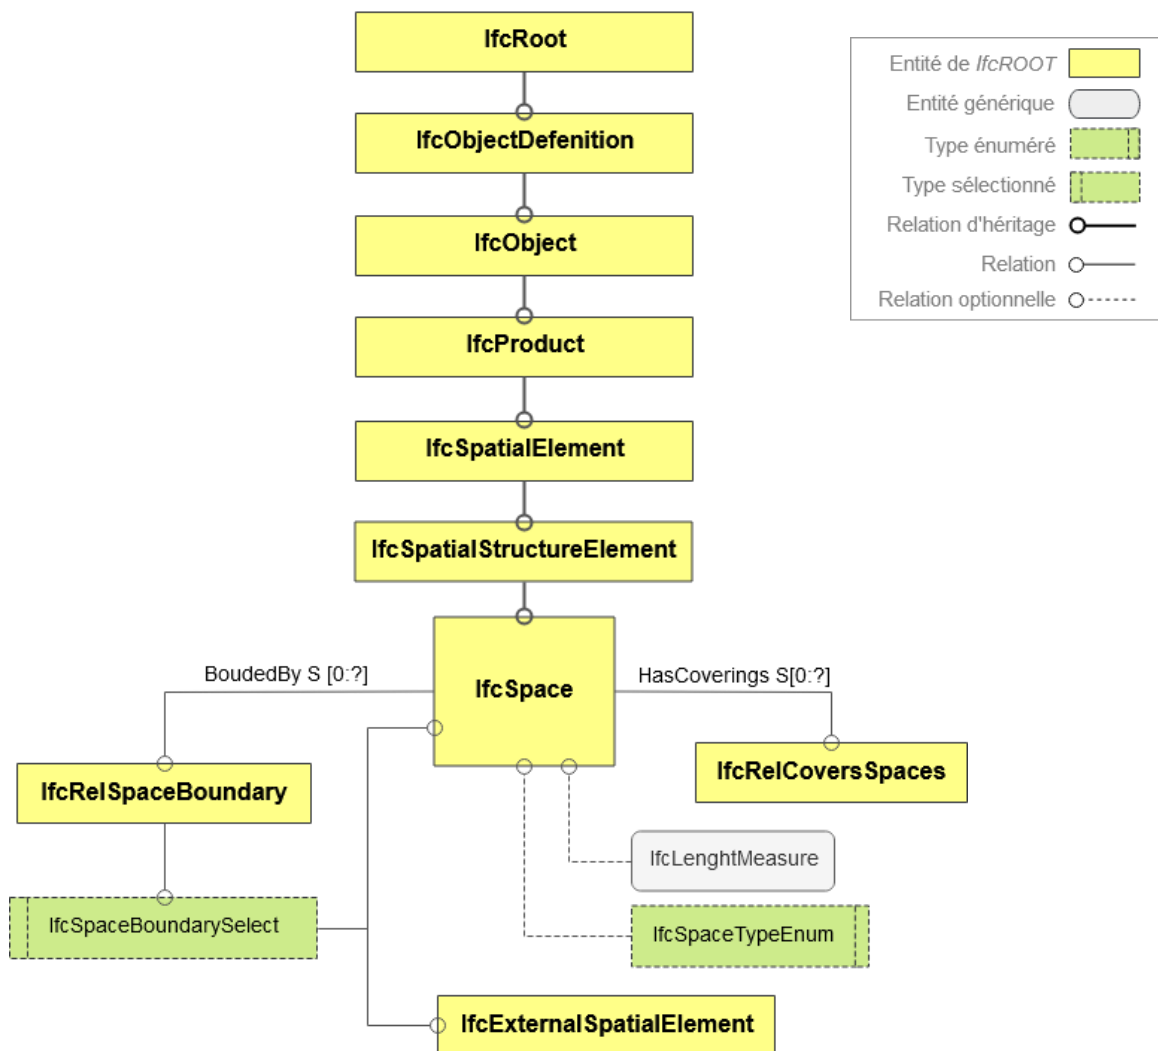 IfcRoot
IfcObjectDefenition
IfcObject
IfcProduct
IfcSpatialElement
IfcSpatialStructureElement
IfcSpace
BoudedBy S [0:?]
HasCoverings S[0:?]
IfcRelSpaceBoundary
IfcRelCoversSpaces
IfcLenghtMeasure
IfcSpaceBoundarySelect
IfcSpaceTypeEnum
IfcExternalSpatialElement
Entité de IfcROOT
Entité générique
Type énuméré
Type sélectionné
Relation d'héritage
Relation
Relation optionnelle